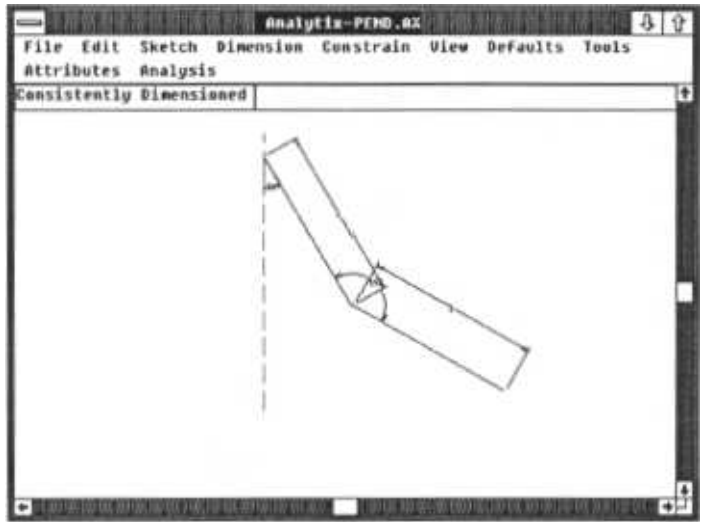 Analytix-PEND.AX
File Edit Sketch Dimension Constrain View Defaults Tools
Attributes Analysis
Consistently Dimensioned